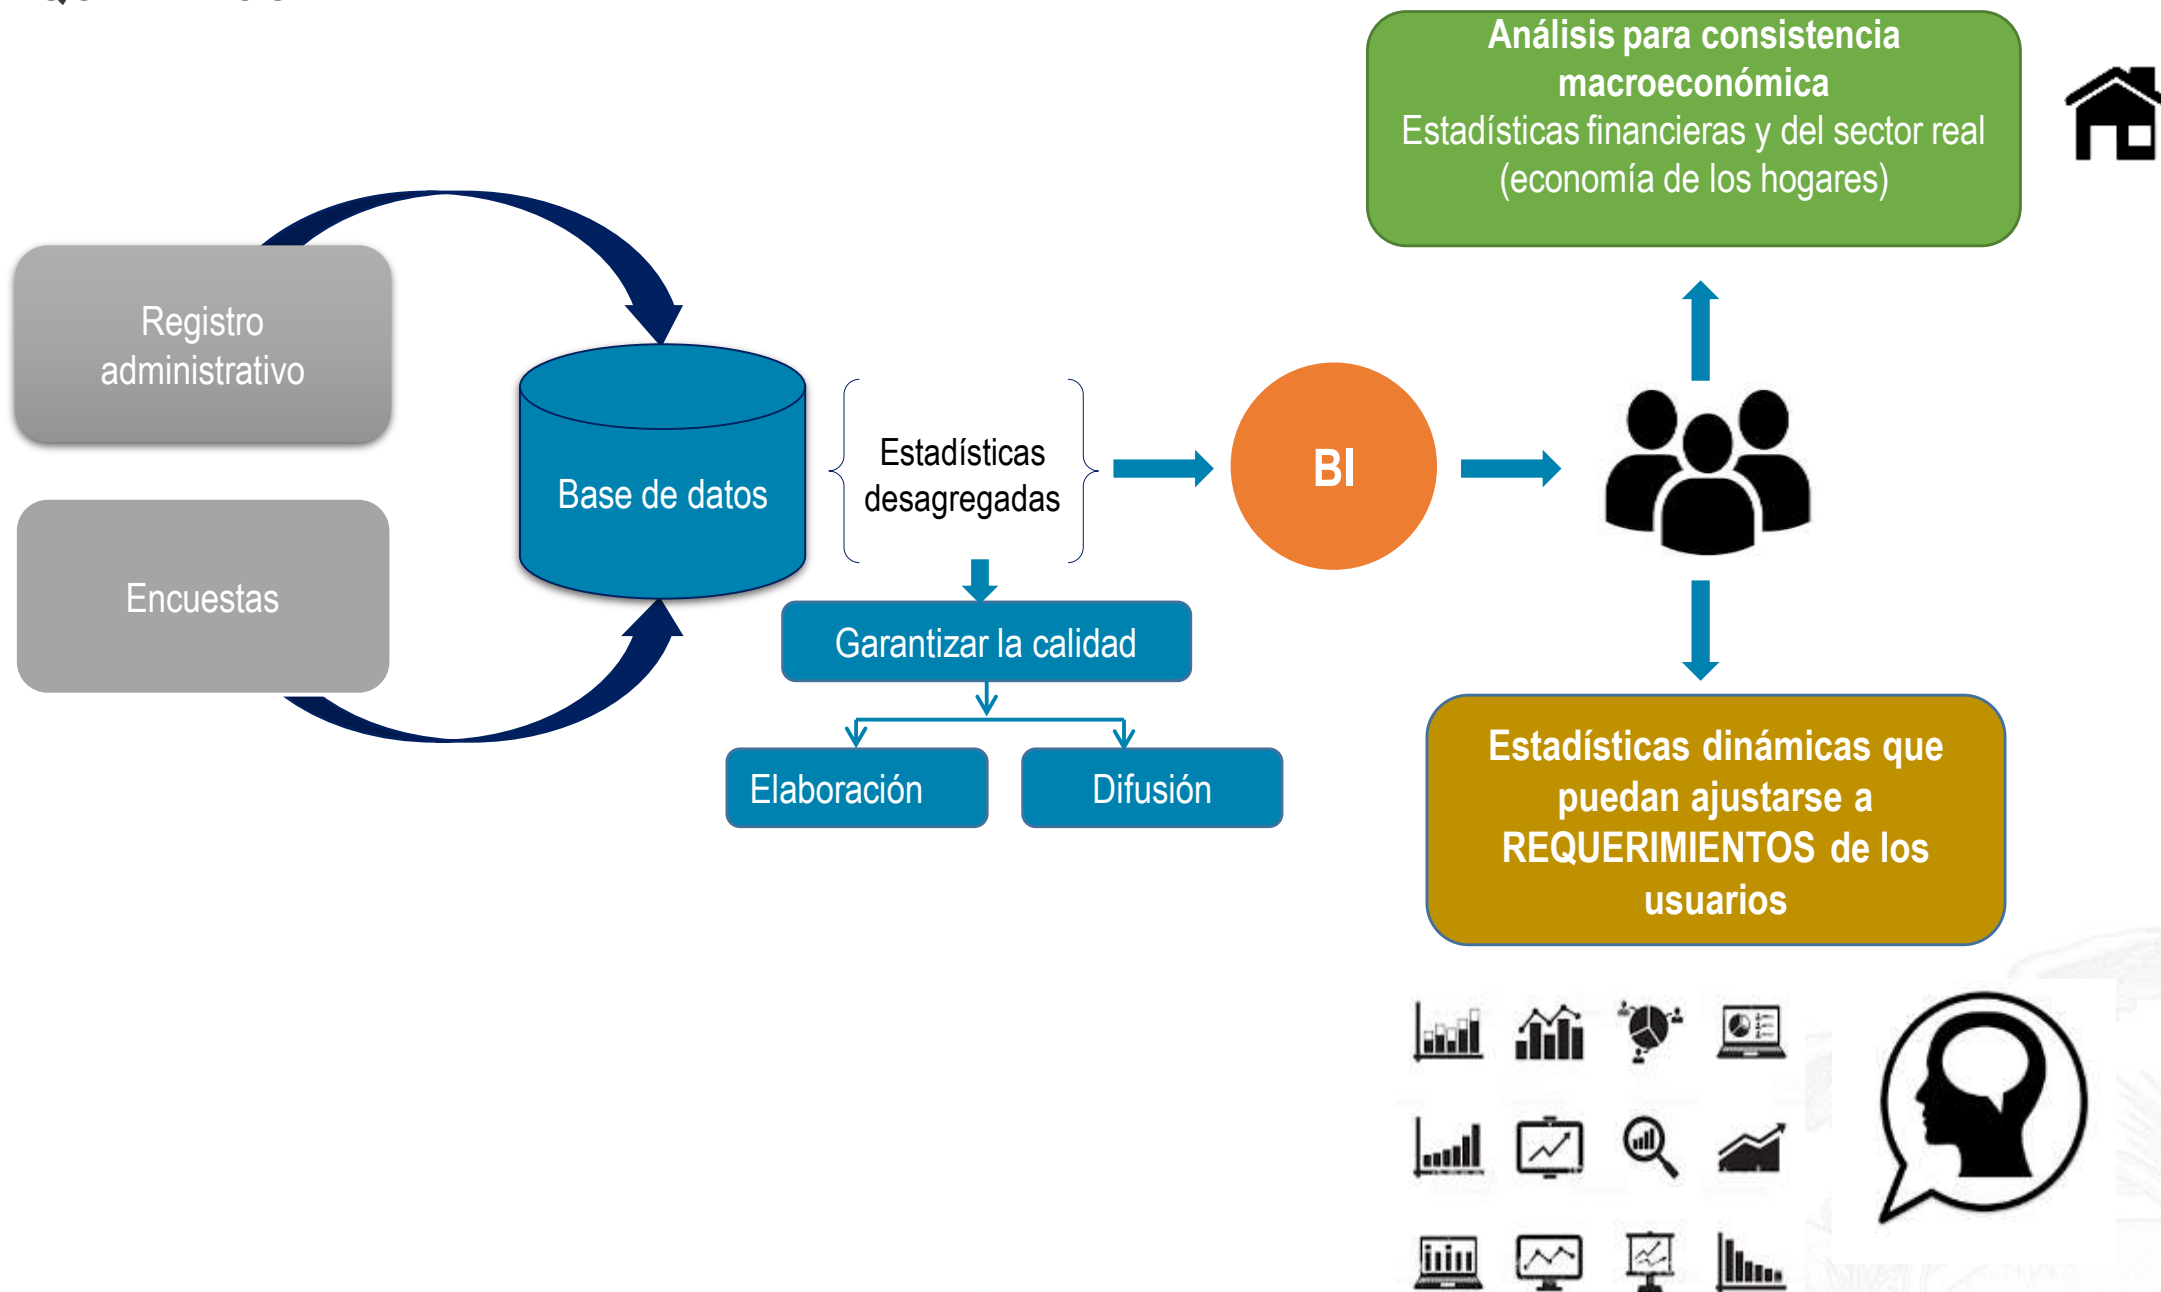 Análisis para consistencia
macroeconómica
Estadísticas financieras y del sector real
(economía de los hogares)
Registro
administrativo
Encuestas
Base de datos
Estadísticas
desagregadas
BI
Garantizar la calidad
Elaboración
Difusión
Estadísticas dinámicas que
puedan ajustarse a
REQUERIMIENTOS de los
usuarios